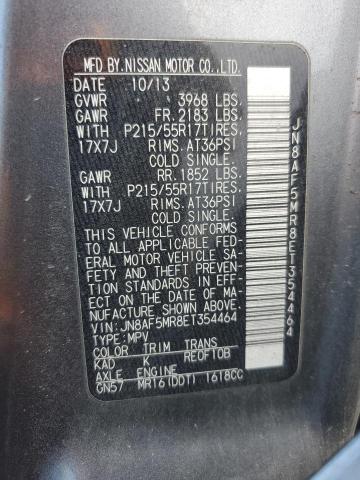 MFD BY.NISSAN MOTOR CO.,LTD.
DATE 10/13
GVWR 3968 LBS.
GAWR FR.2183 LBS.
WITH P215/55R17TIRES,
17X7J RIMS.AT36PSI
COLD SINGLE.
GAWR RR.1852 LBS.
WITH P215/55R17TIRES,
17X7J RIMS.AT36PSI
COLD SINGLE.
THIS VEHICLE CONFORMS
TO ALL APPLICABLE FED-
ERAL MOTOR VEHICLE SA-
FETY AND THEFT PREVEN-
TION STANDARDS IN EFF-
ECT ON THE DATE OF MA-
NUFACTURE SHOWN ABOVE.
VIN:JN8AF5MR8ET354464
TYPE:MPV
COLOR TRIM TRANS
KAD K RE0F10B
AXLE ENGINE
GN57 MR16(DDT) 1618CC
JN8AF5MR8ET354464